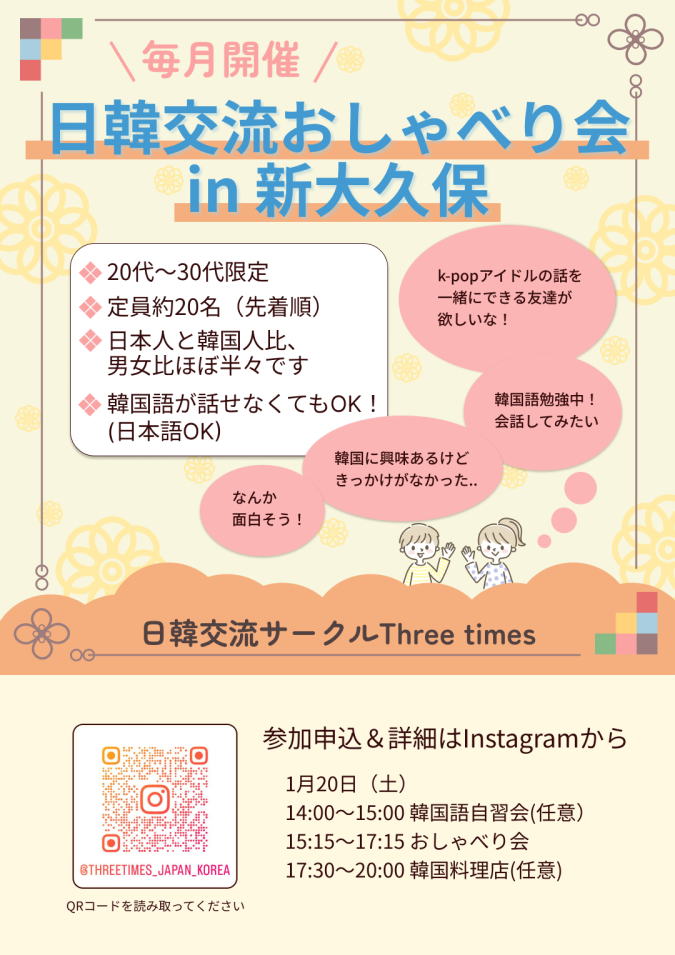 毎月開催
日韓交流おしゃべり会
in 新大久保
20代〜30代限定
定員約20名（先着順）
日本人と韓国人比、
男女比ほぼ半々です
韓国語が話せなくてもOK！
(日本語OK)
k-popアイドルの話を
一緒にできる友達が
欲しいな！
韓国語勉強中！
会話してみたい
韓国に興味あるけど
きっかけがなかった..
なんか
面白そう！
日韓交流サークルThree times
参加申込＆詳細はInstagramから
1月20日（土）
14:00〜15:00 韓国語自習会(任意）
15:15〜17:15 おしゃべり会
17:30〜20:00 韓国料理店(任意)
@THREETIMES_JAPAN_KOREA
QRコードを読み取ってください